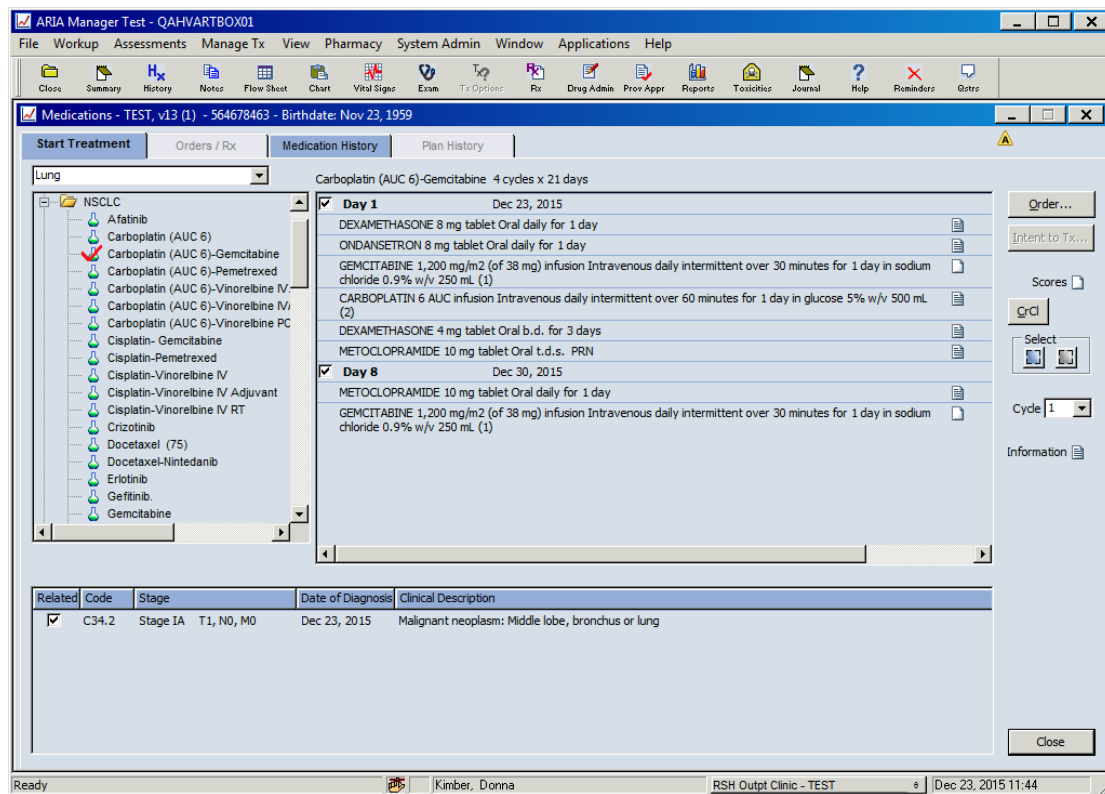 ARIA Manager Test - QAHVARTBOX01
File Workup Assessments Manage Tx View Pharmacy System Admin Window Applications Help
Close Summary History Notes Flow Sheet Chart Vital Signs Exam Tx Options Rx Drug Admin Prov Appr Reports Toxicities Journal Help Reminders Qstrs
Medications - TEST, v13 (1) - 564678463 - Birthdate: Nov 23, 1959
Start Treatment Orders / Rx Medication History Plan History
Lung
Carboplatin (AUC 6)-Gemcitabine 4 cycles x 21 days
NSCLC
Afatinib
Carboplatin (AUC 6)
Carboplatin (AUC 6)-Gemcitabine
Carboplatin (AUC 6)-Pemetrexed
Carboplatin (AUC 6)-Vinorelbine IV
Carboplatin (AUC 6)-Vinorelbine IV
Carboplatin (AUC 6)-Vinorelbine PO
Cisplatin- Gemcitabine
Cisplatin-Pemetrexed
Cisplatin-Vinorelbine IV
Cisplatin-Vinorelbine IV Adjuvant
Cisplatin-Vinorelbine IV RT
Crizotinib
Docetaxel (75)
Docetaxel-Nintedanib
Erlotinib
Gefitinib.
Gemcitabine
Day 1 Dec 23, 2015
DEXAMETHASONE 8 mg tablet Oral daily for 1 day
ONDANSETRON 8 mg tablet Oral daily for 1 day
GEMCITABINE 1,200 mg/m2 (of 38 mg) infusion Intravenous daily intermittent over 30 minutes for 1 day in sodium
chloride 0.9% w/v 250 mL (1)
CARBOPLATIN 6 AUC infusion Intravenous daily intermittent over 60 minutes for 1 day in glucose 5% w/v 500 mL
(2)
DEXAMETHASONE 4 mg tablet Oral b.d. for 3 days
METOCLOPRAMIDE 10 mg tablet Oral t.d.s. PRN
Day 8 Dec 30, 2015
METOCLOPRAMIDE 10 mg tablet Oral daily for 1 day
GEMCITABINE 1,200 mg/m2 (of 38 mg) infusion Intravenous daily intermittent over 30 minutes for 1 day in sodium
chloride 0.9% w/v 250 mL (1)
Order...
Intent to Tx...
Scores
CrCl
Select
Cycle 1
Information
Related Code Stage Date of Diagnosis Clinical Description
C34.2 Stage IA T1, N0, M0 Dec 23, 2015 Malignant neoplasm: Middle lobe, bronchus or lung
Close
Ready Kimber, Donna RSH Outpt Clinic - TEST Dec 23, 2015 11:44